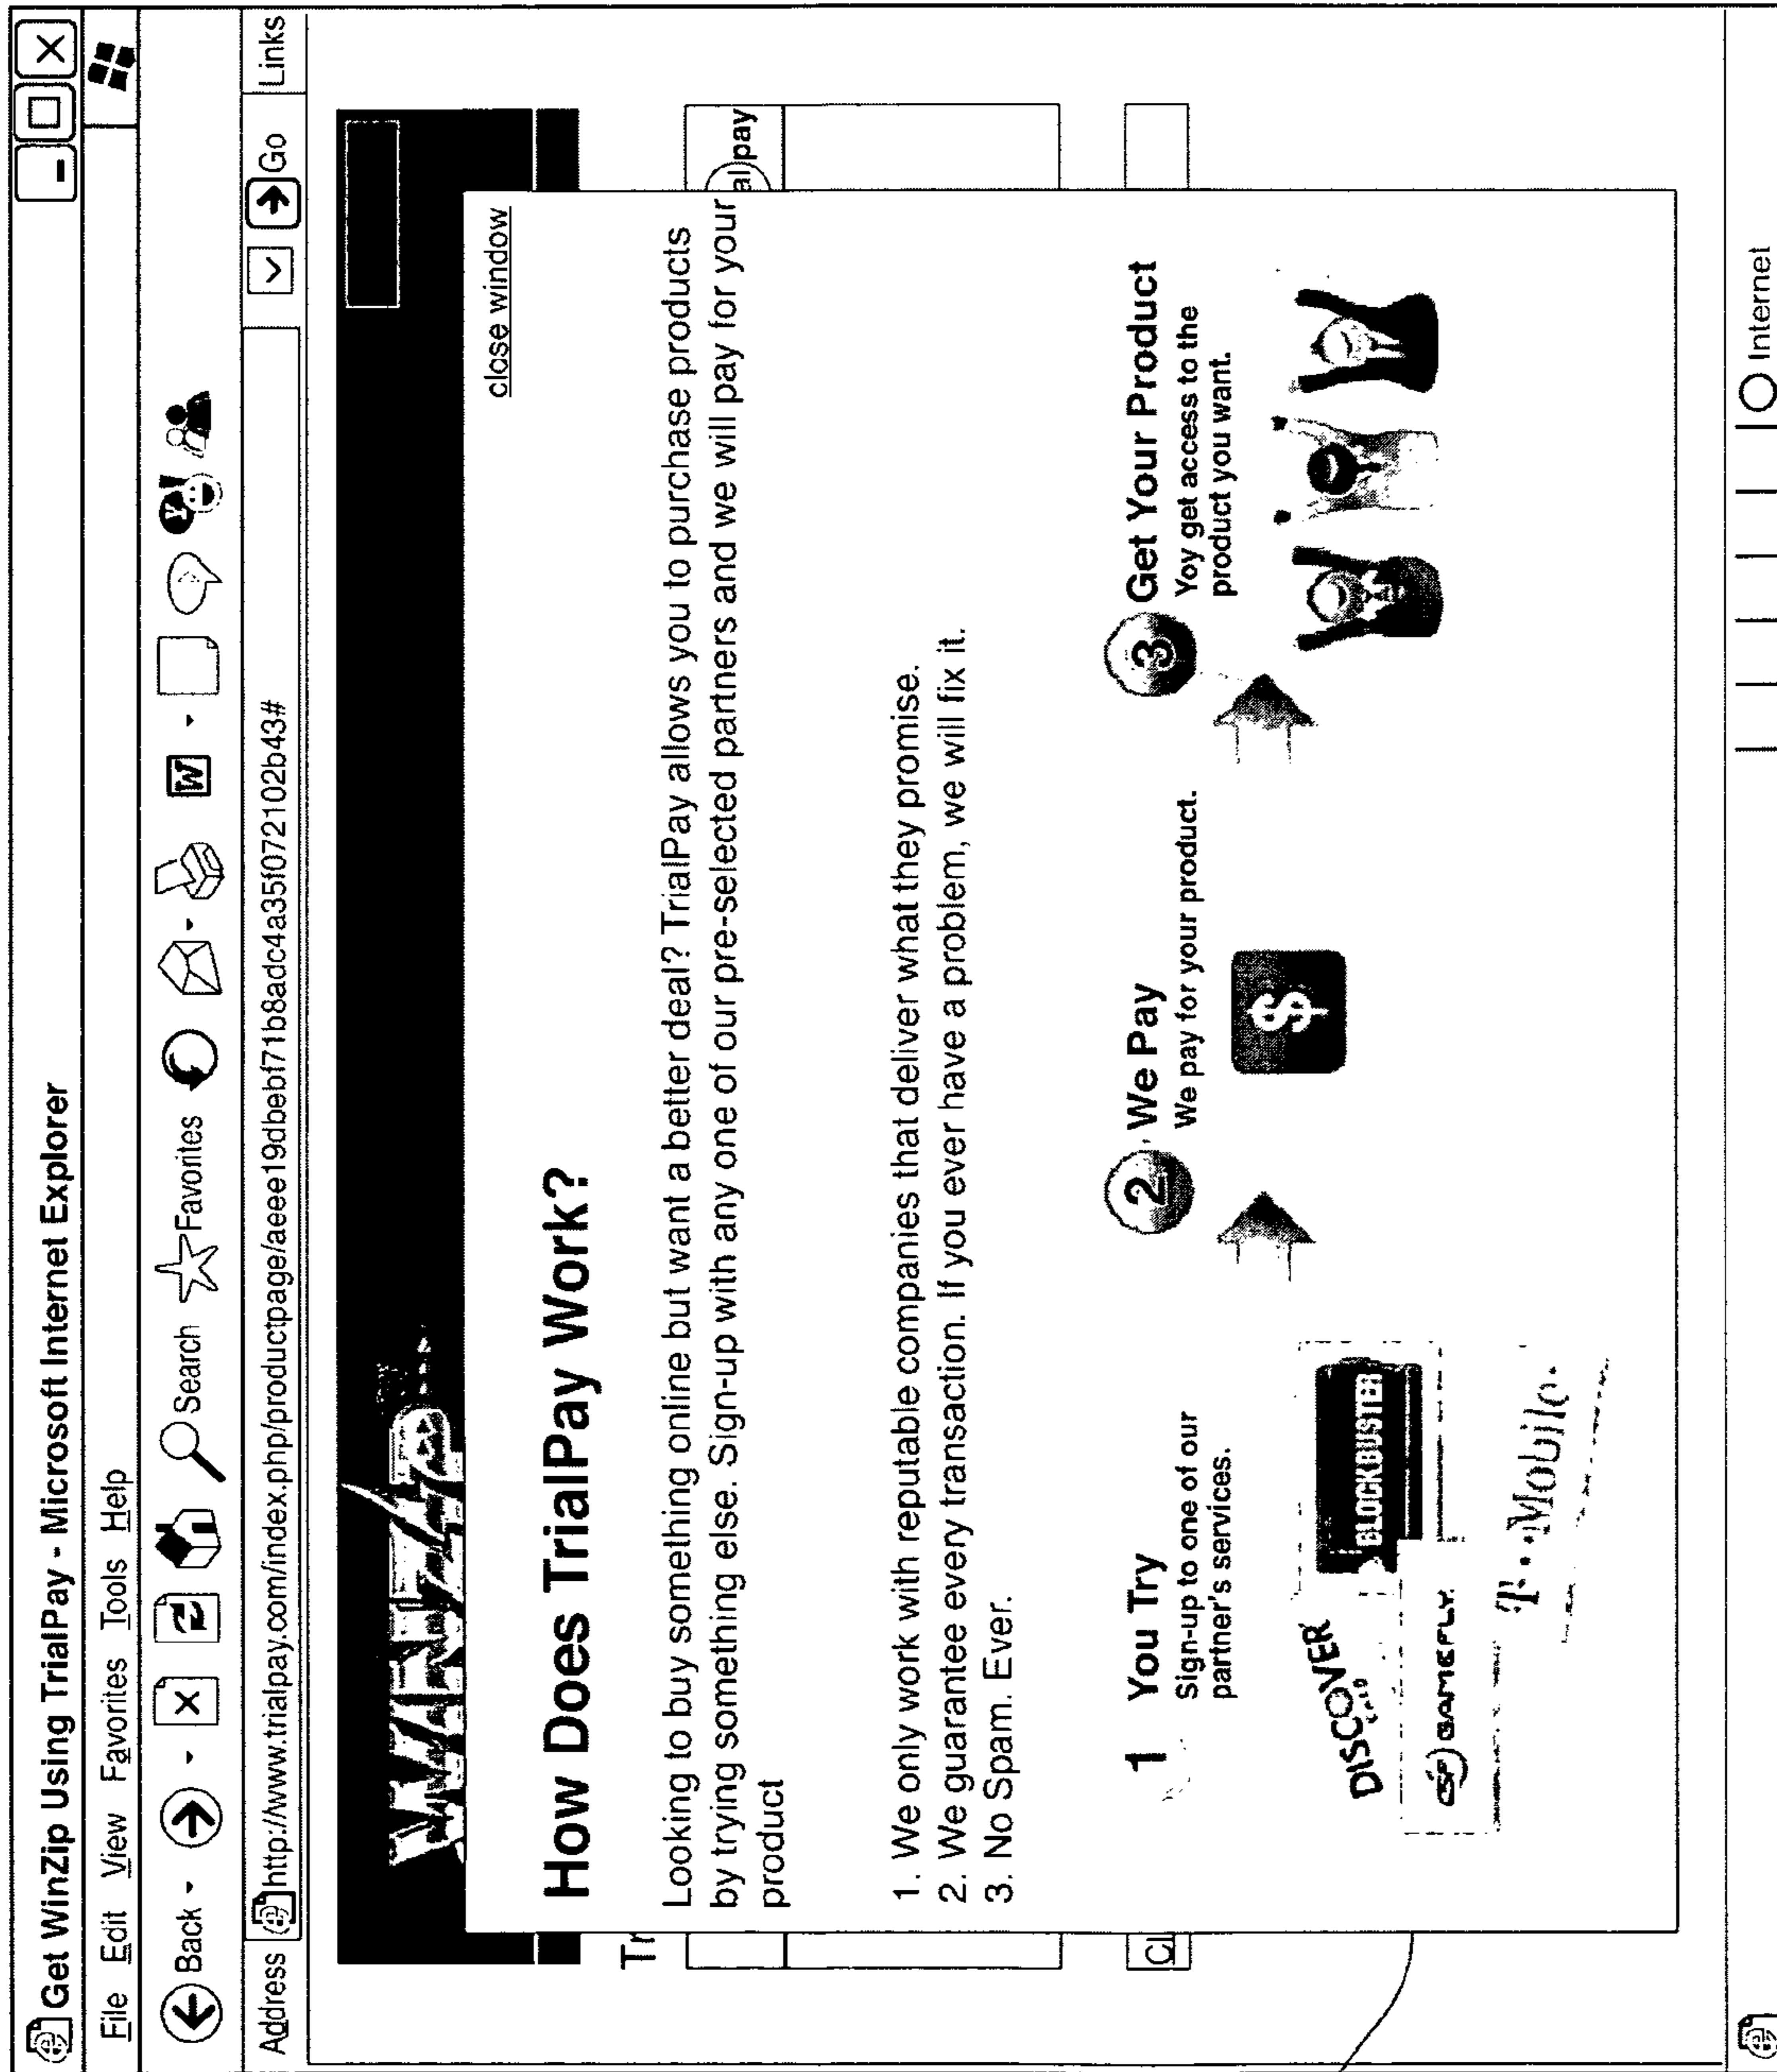 Get WinZip Using TrialPay - Microsoft Internet Explorer
File Edit View Favorites Tools Help
Back Search Favorites W Y!
Address http://www.trialpay.com/index.php/productpage/aeee19dbebf71b8adc4a35f072102b43# Go Links
WINZIP
close window
How Does TrialPay Work?
Tr
al pay
Looking to buy something online but want a better deal? TrialPay allows you to purchase products
by trying something else. Sign-up with any one of our pre-selected partners and we will pay for your
product
1. We only work with reputable companies that deliver what they promise.
2. We guarantee every transaction. If you ever have a problem, we will fix it.
3. No Spam. Ever.
Cl
1 You Try
Sign-up to one of our
partner's services.
DISCOVER
BLOCKBUSTER
GAMEFLY.
T··Mobile·
2 We Pay
We pay for your product.
$
3 Get Your Product
Yoy get access to the
product you want.
Internet